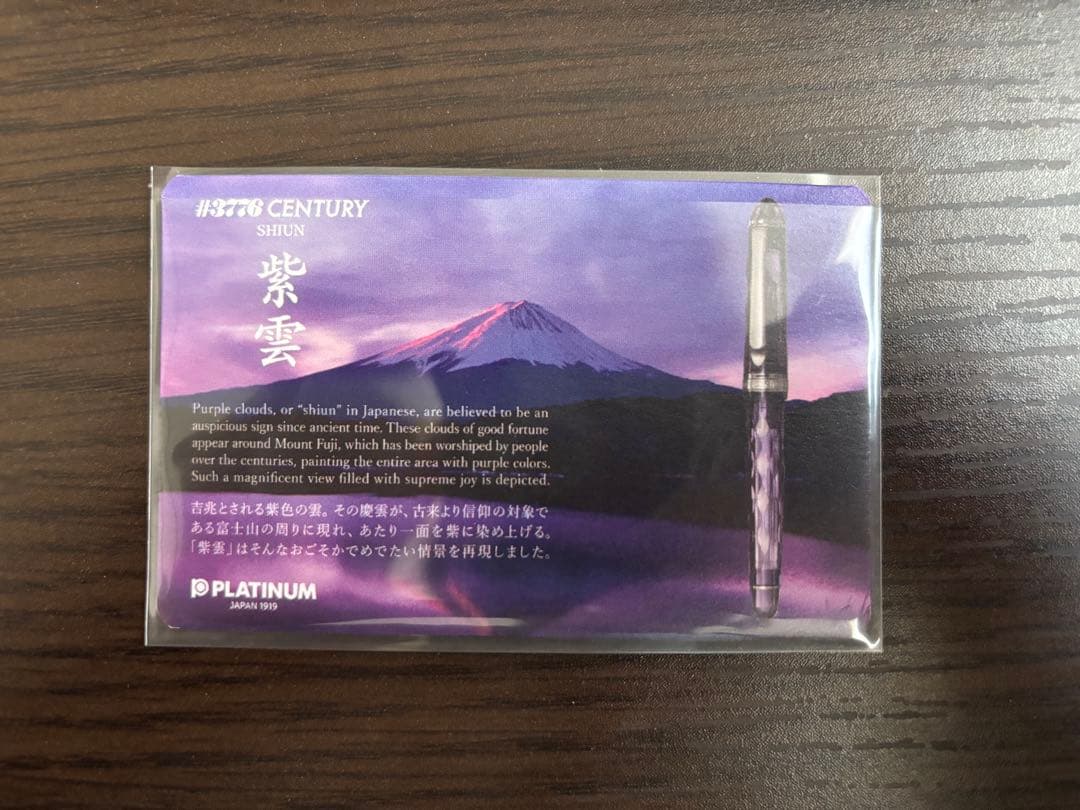 #3776 CENTURY
SHIUN
紫雲
Purple clouds, or “shiun” in Japanese, are believed to be an
auspicious sign since ancient time. These clouds of good fortune
appear around Mount Fuji, which has been worshiped by people
over the centuries, painting the entire area with purple colors.
Such a magnificent view filled with supreme joy is depicted.
吉兆とされる紫色の雲。その慶雲が、古来より信仰の対象で
ある富士山の周りに現れ、あたり一面を紫に染め上げる。
「紫雲」はそんなおごそかでめでたい情景を再現しました。
PLATINUM
JAPAN 1919